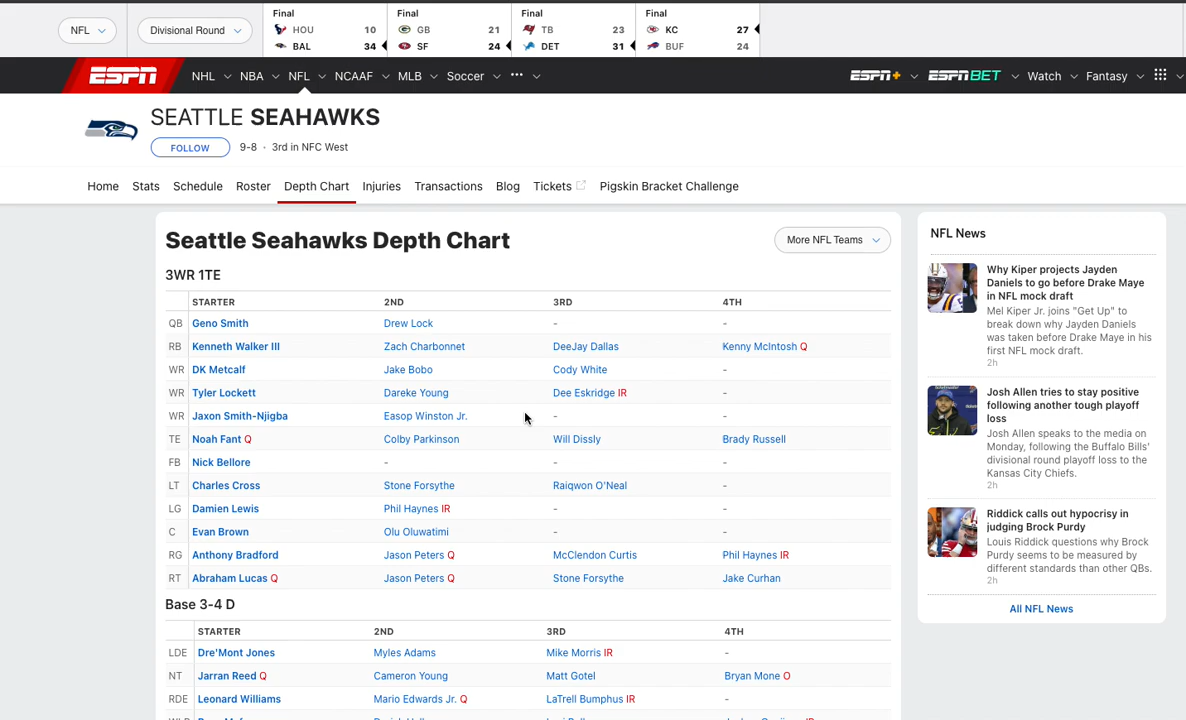 NFL
Divisional Round
Final
HOU 10
BAL 34
Final
GB 21
SF 24
Final
TB 23
DET 31
Final
KC 27
BUF 24
ESPN NHL NBA NFL NCAAF MLB Soccer ••• ESPN+ ESPN BET Watch Fantasy
SEATTLE SEAHAWKS
FOLLOW 9-8 · 3rd in NFC West
Home Stats Schedule Roster Depth Chart Injuries Transactions Blog Tickets Pigskin Bracket Challenge
Seattle Seahawks Depth Chart
More NFL Teams
3WR 1TE
STARTER 2ND 3RD 4TH
QB Geno Smith Drew Lock - -
RB Kenneth Walker III Zach Charbonnet DeeJay Dallas Kenny McIntosh Q
WR DK Metcalf Jake Bobo Cody White -
WR Tyler Lockett Dareke Young Dee Eskridge IR -
WR Jaxon Smith-Njigba Easop Winston Jr. - -
TE Noah Fant Q Colby Parkinson Will Dissly Brady Russell
FB Nick Bellore - - -
LT Charles Cross Stone Forsythe Raiqwon O'Neal -
LG Damien Lewis Phil Haynes IR - -
C Evan Brown Olu Oluwatimi - -
RG Anthony Bradford Jason Peters Q McClendon Curtis Phil Haynes IR
RT Abraham Lucas Q Jason Peters Q Stone Forsythe Jake Curhan
Base 3-4 D
STARTER 2ND 3RD 4TH
LDE Dre'Mont Jones Myles Adams Mike Morris IR -
NT Jarran Reed Q Cameron Young Matt Gotel Bryan Mone O
RDE Leonard Williams Mario Edwards Jr. Q LaTrell Bumphus IR -
NFL News
Why Kiper projects Jayden
Daniels to go before Drake Maye
in NFL mock draft
Mel Kiper Jr. joins "Get Up" to
break down why Jayden Daniels
was taken before Drake Maye in his
first NFL mock draft.
2h
Josh Allen tries to stay positive
following another tough playoff
loss
Josh Allen speaks to the media on
Monday, following the Buffalo Bills'
divisional round playoff loss to the
Kansas City Chiefs.
2h
Riddick calls out hypocrisy in
judging Brock Purdy
Louis Riddick questions why Brock
Purdy seems to be measured by
different standards than other QBs.
2h
All NFL News